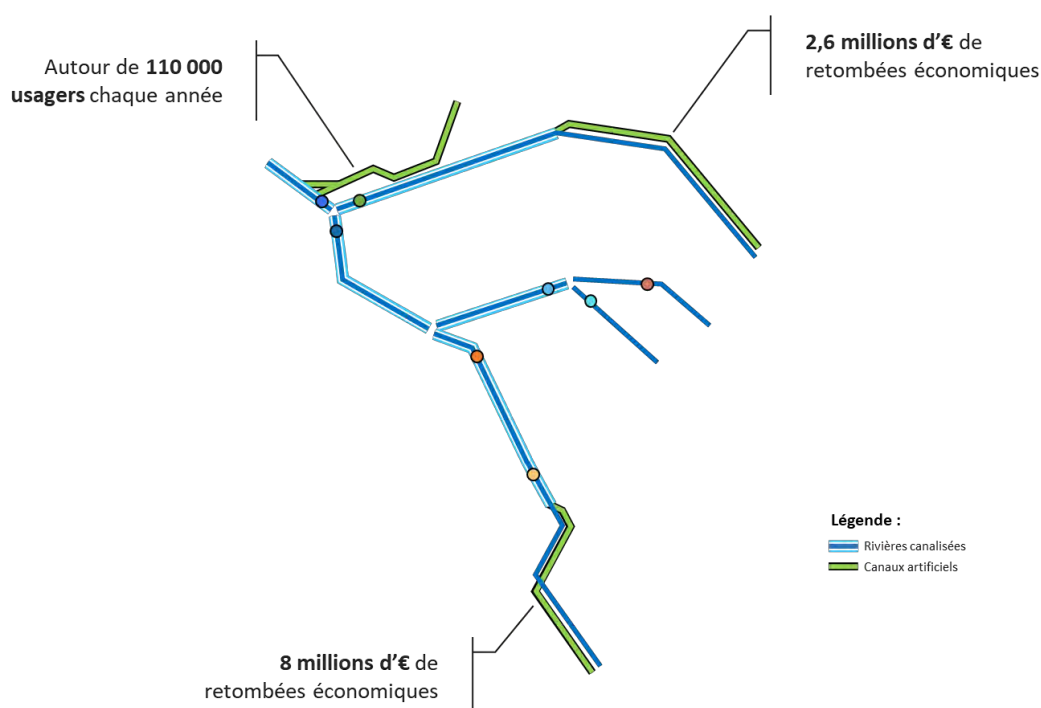 Autour de 110 000
usagers chaque année
2,6 millions d’€ de
retombées économiques
8 millions d’€ de
retombées économiques
Légende :
Rivières canalisées
Canaux artificiels